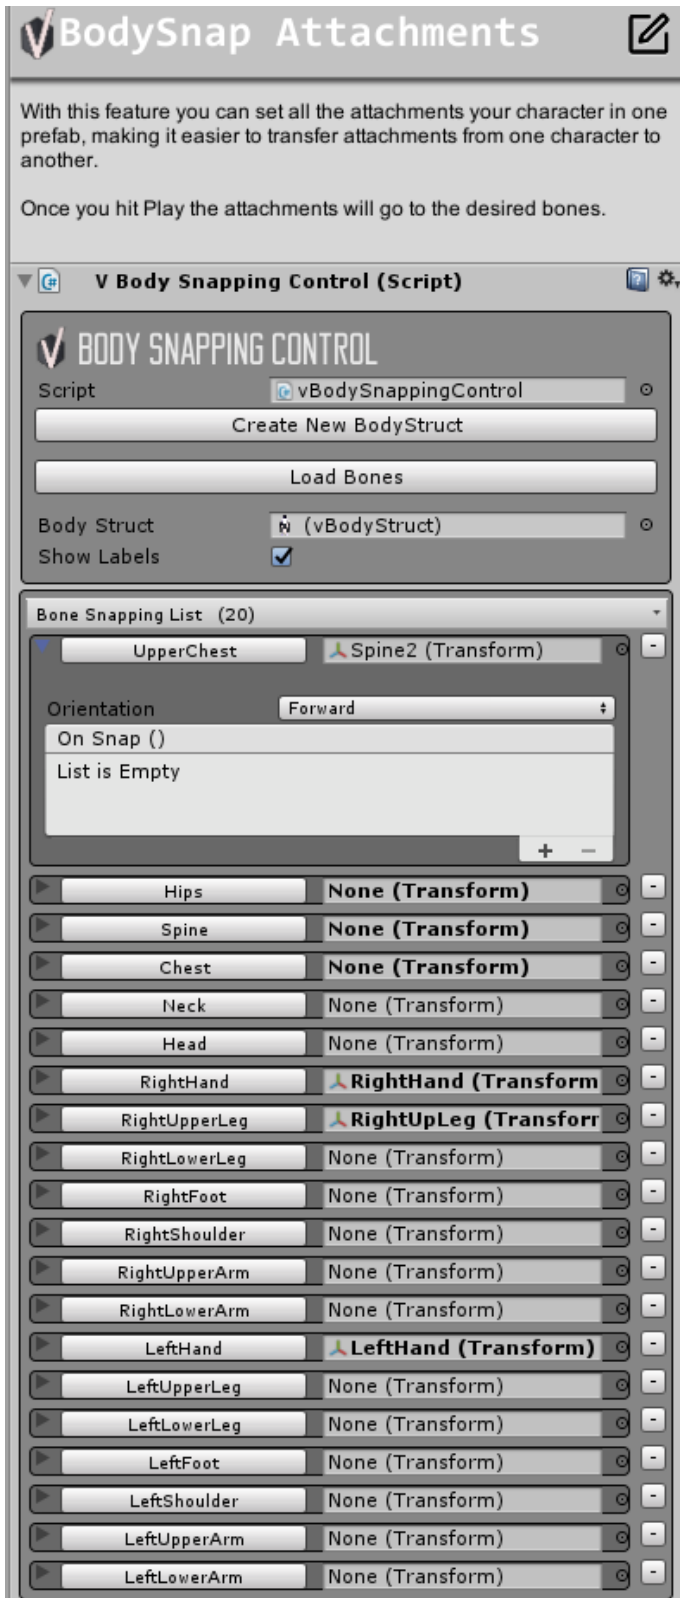 BodySnap Attachments
With this feature you can set all the attachments your character in one
prefab, making it easier to transfer attachments from one character to
another.
Once you hit Play the attachments will go to the desired bones.
V Body Snapping Control (Script)
BODY SNAPPING CONTROL
Script vBodySnappingControl
Create New BodyStruct
Load Bones
Body Struct (vBodyStruct)
Show Labels
Bone Snapping List (20)
UpperChest Spine2 (Transform) -
Orientation Forward
On Snap ()
List is Empty
+ −
Hips None (Transform) -
Spine None (Transform) -
Chest None (Transform) -
Neck None (Transform) -
Head None (Transform) -
RightHand RightHand (Transform -
RightUpperLeg RightUpLeg (Transforr -
RightLowerLeg None (Transform) -
RightFoot None (Transform) -
RightShoulder None (Transform) -
RightUpperArm None (Transform) -
RightLowerArm None (Transform) -
LeftHand LeftHand (Transform) -
LeftUpperLeg None (Transform) -
LeftLowerLeg None (Transform) -
LeftFoot None (Transform) -
LeftShoulder None (Transform) -
LeftUpperArm None (Transform) -
LeftLowerArm None (Transform) -